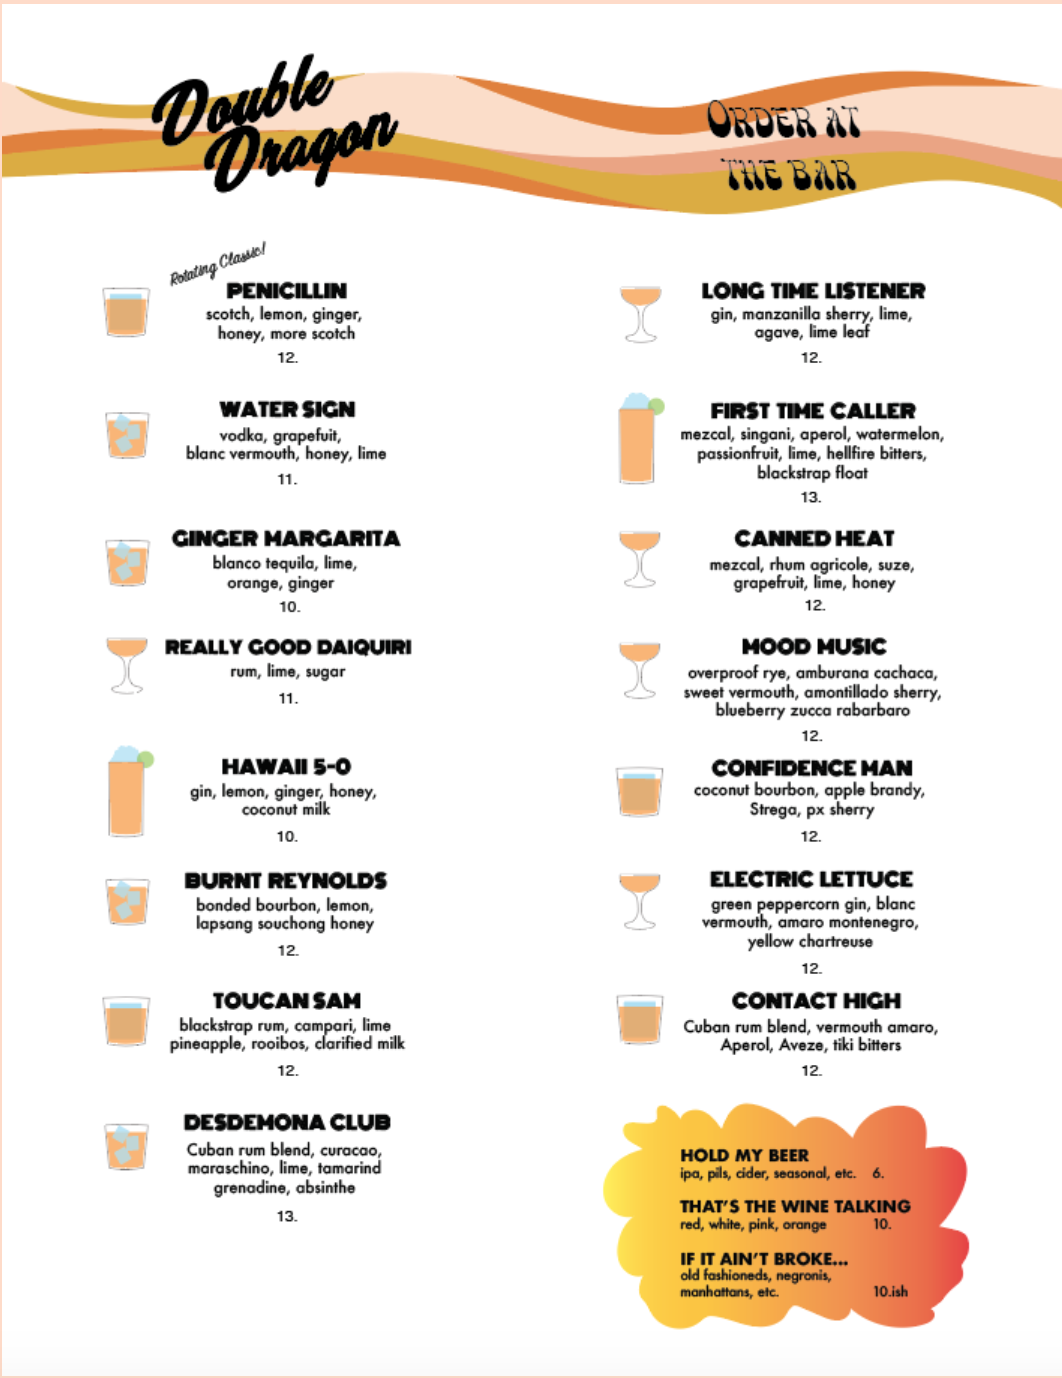 Double
Dragon
ORDER AT
THE BAR
Rotating Classic!
PENICILLIN
scotch, lemon, ginger,
honey, more scotch
12.
WATER SIGN
vodka, grapefuit,
blanc vermouth, honey, lime
11.
GINGER MARGARITA
blanco tequila, lime,
orange, ginger
10.
REALLY GOOD DAIQUIRI
rum, lime, sugar
11.
HAWAII 5-0
gin, lemon, ginger, honey,
coconut milk
10.
BURNT REYNOLDS
bonded bourbon, lemon,
lapsang souchong honey
12.
TOUCAN SAM
blackstrap rum, campari, lime
pineapple, rooibos, clarified milk
12.
DESDEMONA CLUB
Cuban rum blend, curacao,
maraschino, lime, tamarind
grenadine, absinthe
13.
LONG TIME LISTENER
gin, manzanilla sherry, lime,
agave, lime leaf
12.
FIRST TIME CALLER
mezcal, singani, aperol, watermelon,
passionfruit, lime, hellfire bitters,
blackstrap float
13.
CANNED HEAT
mezcal, rhum agricole, suze,
grapefruit, lime, honey
12.
MOOD MUSIC
overproof rye, amburana cachaca,
sweet vermouth, amontillado sherry,
blueberry zucca rabarbaro
12.
CONFIDENCE MAN
coconut bourbon, apple brandy,
Strega, px sherry
12.
ELECTRIC LETTUCE
green peppercorn gin, blanc
vermouth, amaro montenegro,
yellow chartreuse
12.
CONTACT HIGH
Cuban rum blend, vermouth amaro,
Aperol, Aveze, tiki bitters
12.
HOLD MY BEER
ipa, pils, cider, seasonal, etc. 6.
THAT'S THE WINE TALKING
red, white, pink, orange 10.
IF IT AIN'T BROKE...
old fashioneds, negronis,
manhattans, etc. 10.ish